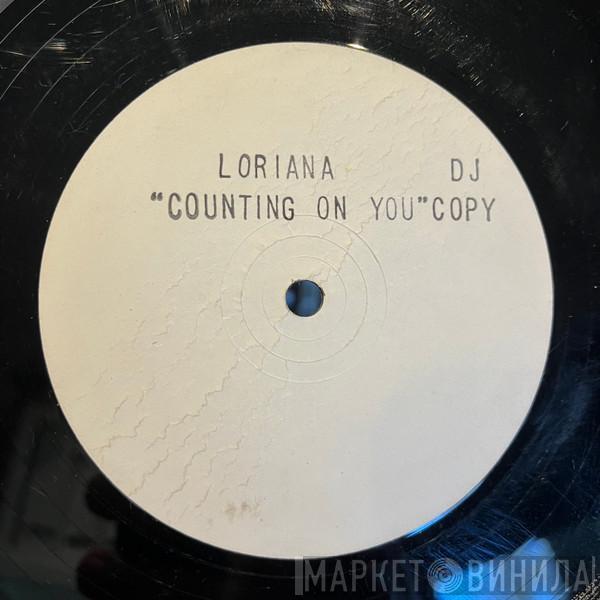 LORIANA DJ
“COUNTING ON YOU” COPY
МАРКЕТ ВИНИЛА